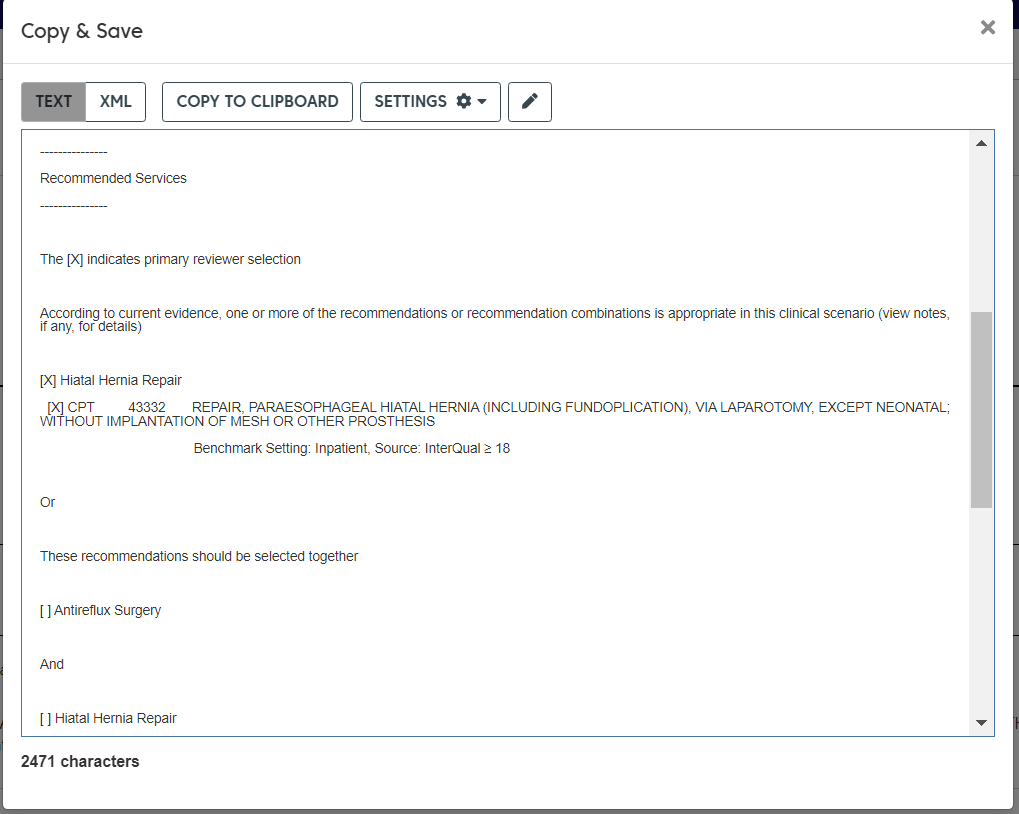 Copy & Save
×
TEXT
XML
COPY TO CLIPBOARD
SETTINGS
---------------
Recommended Services
---------------
The [X] indicates primary reviewer selection
According to current evidence, one or more of the recommendations or recommendation combinations is appropriate in this clinical scenario (view notes,
if any, for details)
[X] Hiatal Hernia Repair
[X] CPT 43332 REPAIR, PARAESOPHAGEAL HIATAL HERNIA (INCLUDING FUNDOPLICATION), VIA LAPAROTOMY, EXCEPT NEONATAL;
WITHOUT IMPLANTATION OF MESH OR OTHER PROSTHESIS
Benchmark Setting: Inpatient, Source: InterQual ≥ 18
Or
These recommendations should be selected together
[ ] Antireflux Surgery
And
[ ] Hiatal Hernia Repair
2471 characters